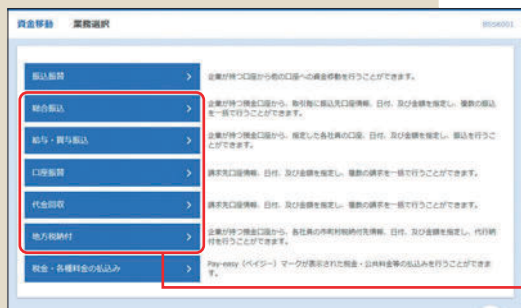 資金移動 業務選択
BSSK001
振込振替
企業が持つ口座から他の口座への資金移動を行うことができます。
総合振込
企業が持つ預金口座から、取引毎に振込先口座情報、日付、及び金額を指定し、複数の振込
を一括で行うことができます。
給与・賞与振込
企業が持つ預金口座から、指定した各社員の口座、日付、及び金額を指定し、振込を行うこ
とができます。
口座振替
請求先口座情報、日付、及び金額を指定し、複数の請求を一括で行うことができます。
代金回収
請求先口座情報、日付、及び金額を指定し、複数の請求を一括で行うことができます。
地方税納付
企業が持つ預金口座から、各社員の市町村税納付先情報、日付、及び金額を指定し、代行納
付を行うことができます。
税金・各種料金の払込み
Pay-easy（ペイジー）マークが表示された税金・公共料金等の払込みを行うことができま
す。